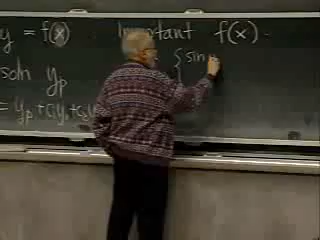 y = f(x)
Important f(x) -
soln yp
{ sin
= yp + c₁y₁ + c₂y